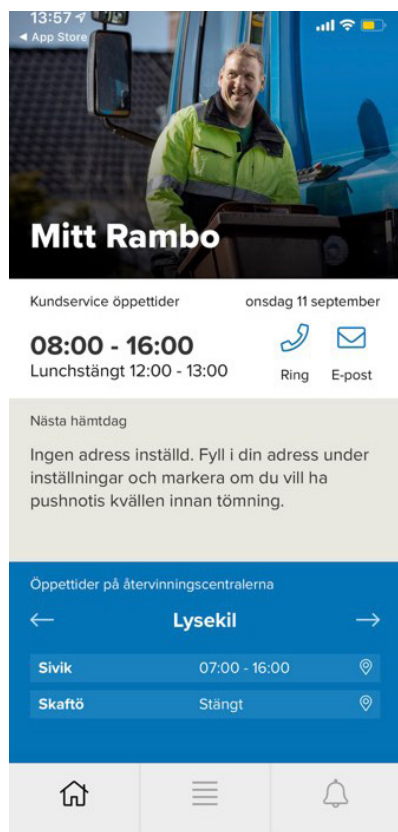 13:57
◀ App Store
Mitt Rambo
Kundservice öppettider onsdag 11 september
08:00 - 16:00
Lunchstängt 12:00 - 13:00
Ring E-post
Nästa hämtdag
Ingen adress inställd. Fyll i din adress under
inställningar och markera om du vill ha
pushnotis kvällen innan tömning.
Öppettider på återvinningscentralerna
← Lysekil →
Sivik 07:00 - 16:00
Skaftö Stängt